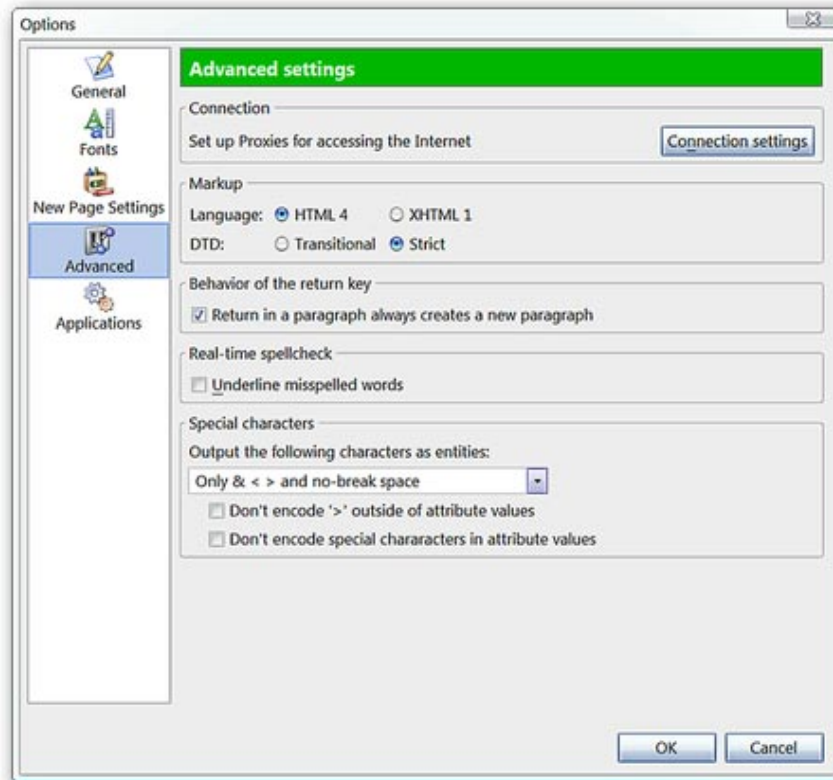 Options
General
Fonts
New Page Settings
Advanced
Applications
Advanced settings
Connection
Set up Proxies for accessing the Internet Connection settings
Markup
Language: HTML 4 XHTML 1
DTD: Transitional Strict
Behavior of the return key
Return in a paragraph always creates a new paragraph
Real-time spellcheck
Underline misspelled words
Special characters
Output the following characters as entities:
Only & < > and no-break space
Don't encode '>' outside of attribute values
Don't encode special chararacters in attribute values
OK Cancel